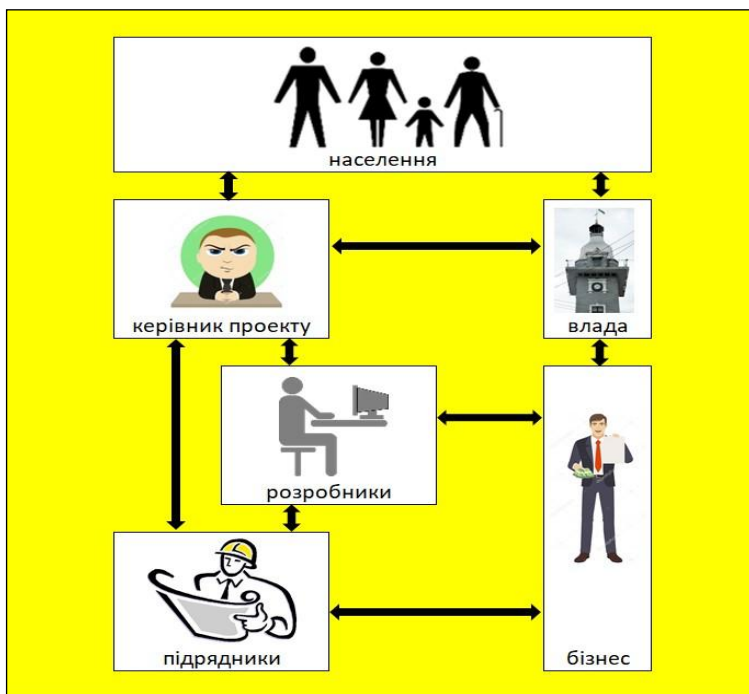 населення
керівник проекту
влада
розробники
підрядники
бізнес